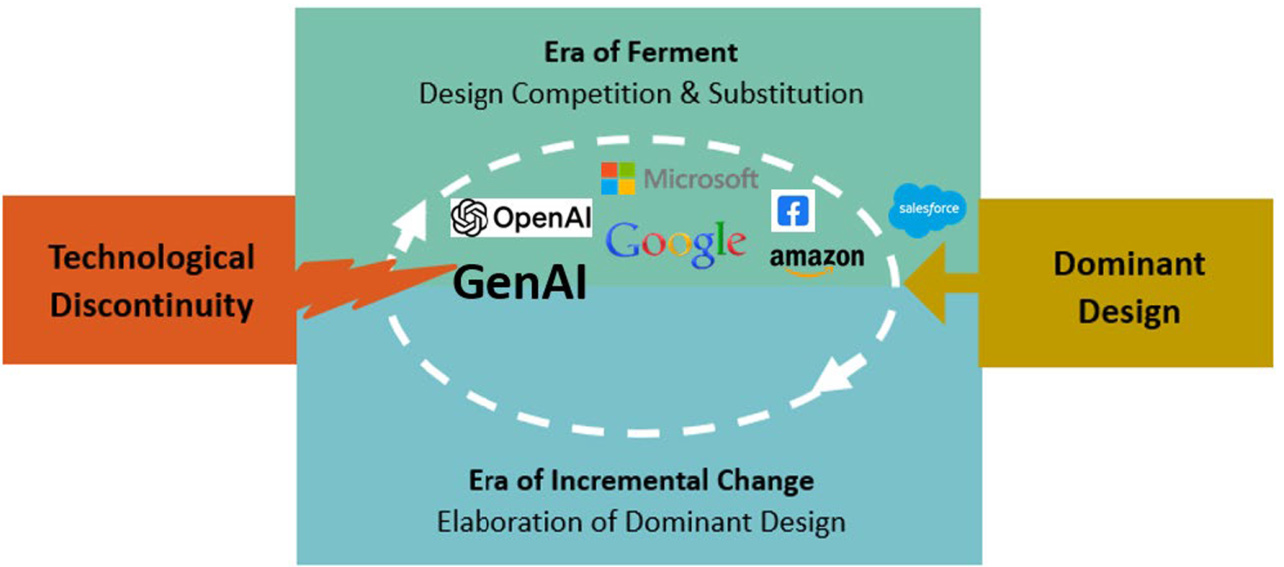 Era of Ferment
Design Competition & Substitution
Microsoft
OpenAI
Google
f
amazon
salesforce
GenAI
Technological
Discontinuity
Dominant
Design
Era of Incremental Change
Elaboration of Dominant Design